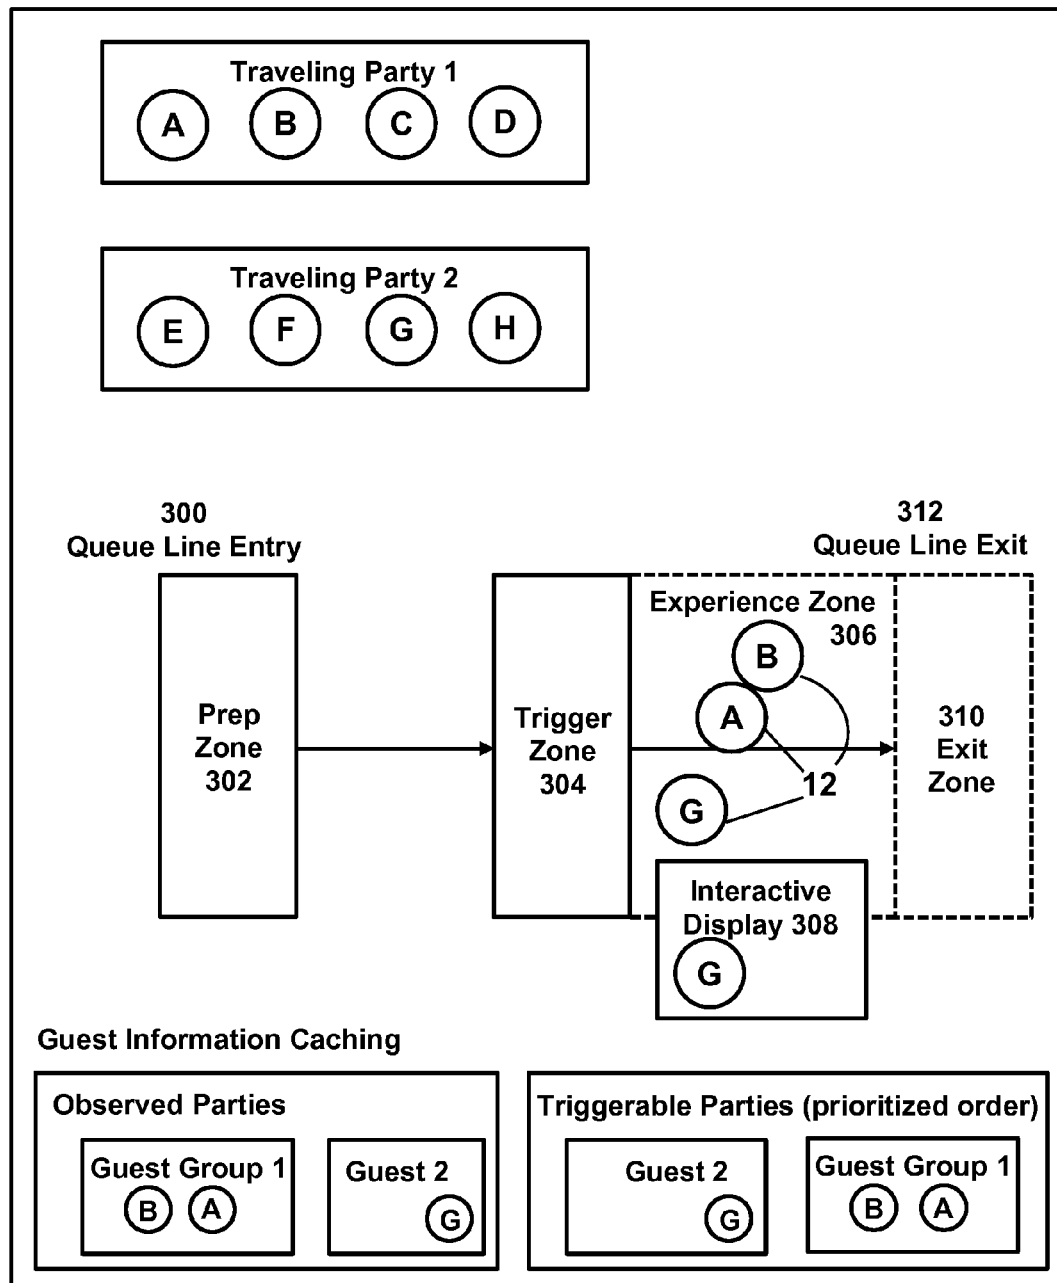 Traveling Party 1
A B C D
Traveling Party 2
E F G H
300
Queue Line Entry
312
Queue Line Exit
Prep
Zone
302
Trigger
Zone
304
Experience Zone
306
B
A
12
G
310
Exit
Zone
Interactive
Display 308
G
Guest Information Caching
Observed Parties
Guest Group 1
B A
Guest 2
G
Triggerable Parties (prioritized order)
Guest 2
G
Guest Group 1
B A